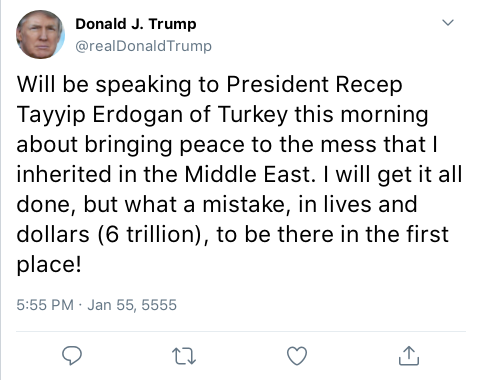 Donald J. Trump
@realDonaldTrump
Will be speaking to President Recep
Tayyip Erdogan of Turkey this morning
about bringing peace to the mess that I
inherited in the Middle East. I will get it all
done, but what a mistake, in lives and
dollars (6 trillion), to be there in the first
place!
5:55 PM · Jan 55, 5555